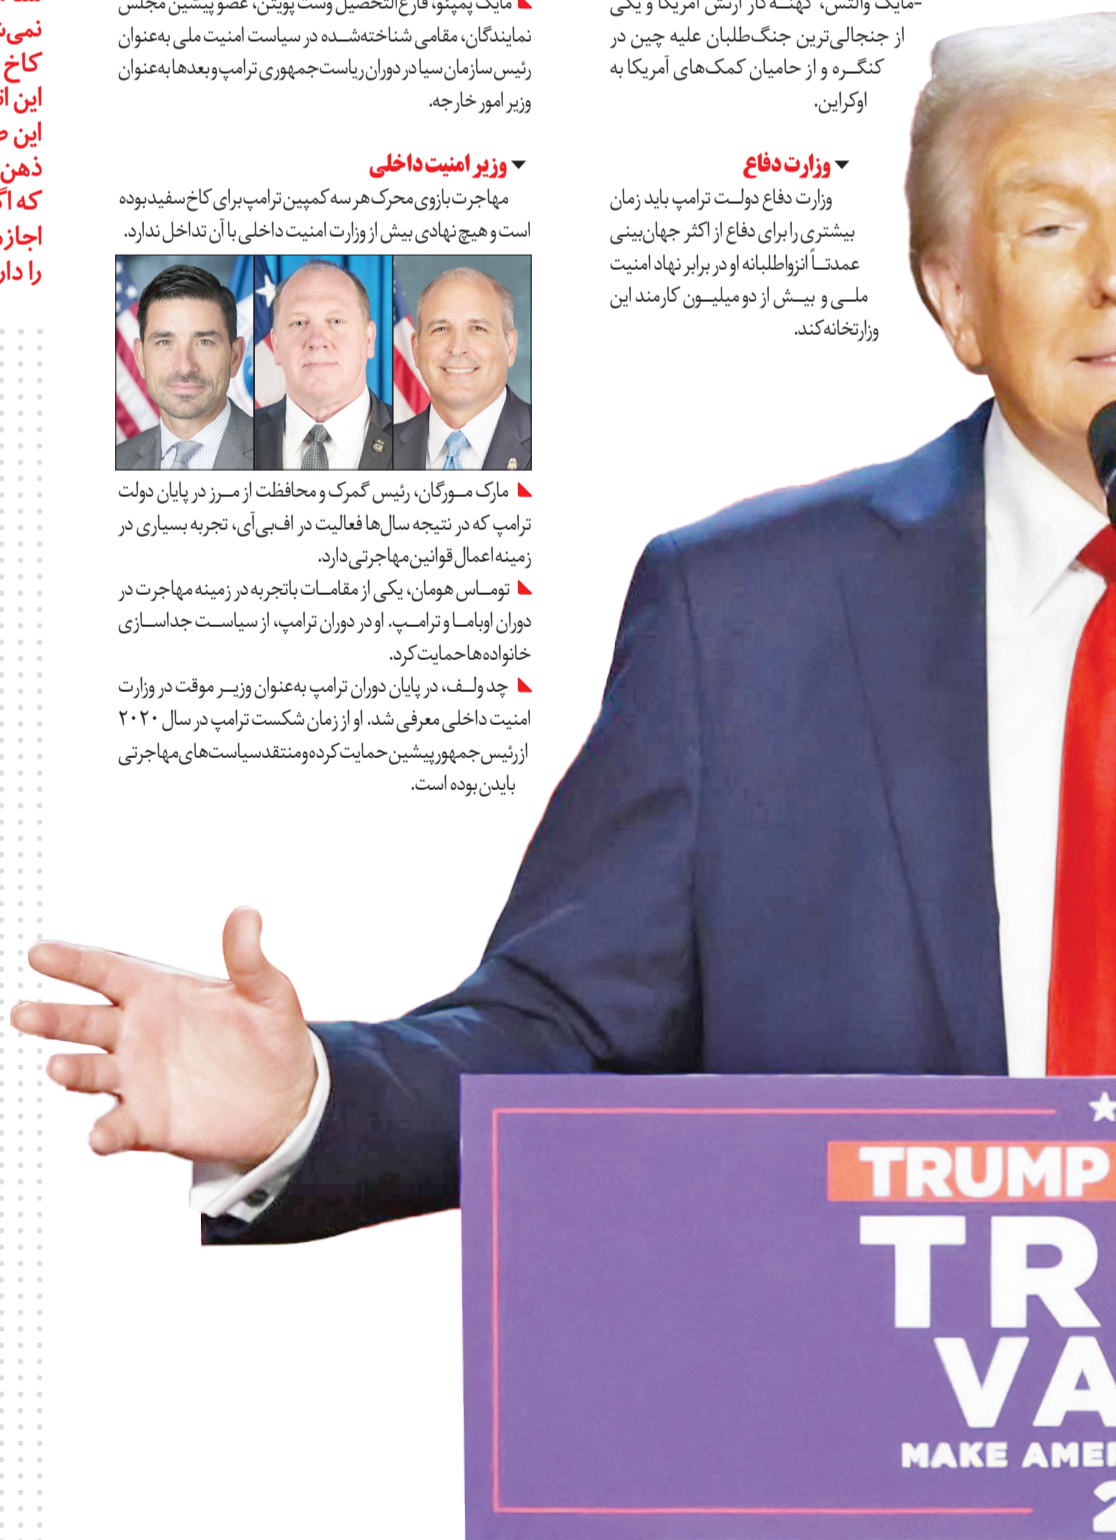 -مایک والتس، کهنه‌کار ارتش آمریکا و یکی
از جنجالی‌ترین جنگ‌طلبان علیه چین در
کنگره و از حامیان کمک‌های آمریکا به
اوکراین.
وزارت دفاع
وزارت دفاع دولت ترامپ باید زمان
بیشتری را برای دفاع از اکثر جهان‌بینی
عمدتاً انزواطلبانه او در برابر نهاد امنیت
ملی و بیش از دو میلیون کارمند این
وزارتخانه کند.
مایک پمپئو، فارغ‌التحصیل وست پوینتن، عضو پیشین مجلس
نمایندگان، مقامی شناخته‌شده در سیاست امنیت ملی به‌عنوان
رئیس سازمان سیا در دوران ریاست‌جمهوری ترامپ و بعدها به‌عنوان
وزیر امور خارجه.
وزیر امنیت داخلی
مهاجرت بازوی محرک هر سه کمپین ترامپ برای کاخ سفید بوده
است و هیچ نهادی بیش از وزارت امنیت داخلی با آن تداخل ندارد.
مارک مورگان، رئیس گمرک و محافظت از مرز در پایان دولت
ترامپ که در نتیجه سال‌ها فعالیت در اف‌بی‌آی، تجربه بسیاری در
زمینه اعمال قوانین مهاجرتی دارد.
توماس هومان، یکی از مقامات باتجربه در زمینه مهاجرت در
دوران اوباما و ترامپ. او در دوران ترامپ، از سیاست جداسازی
خانواده‌ها حمایت کرد.
چد ولف، در پایان دوران ترامپ به‌عنوان وزیر موقت در وزارت
امنیت داخلی معرفی شد. او از زمان شکست ترامپ در سال ۲۰۲۰
از رئیس‌جمهور پیشین حمایت کرده و منتقد سیاست‌های مهاجرتی
بایدن بوده است.
کاخ
این
ذهن
که
را
TRUMP
TR
VA
MAKE AME
2